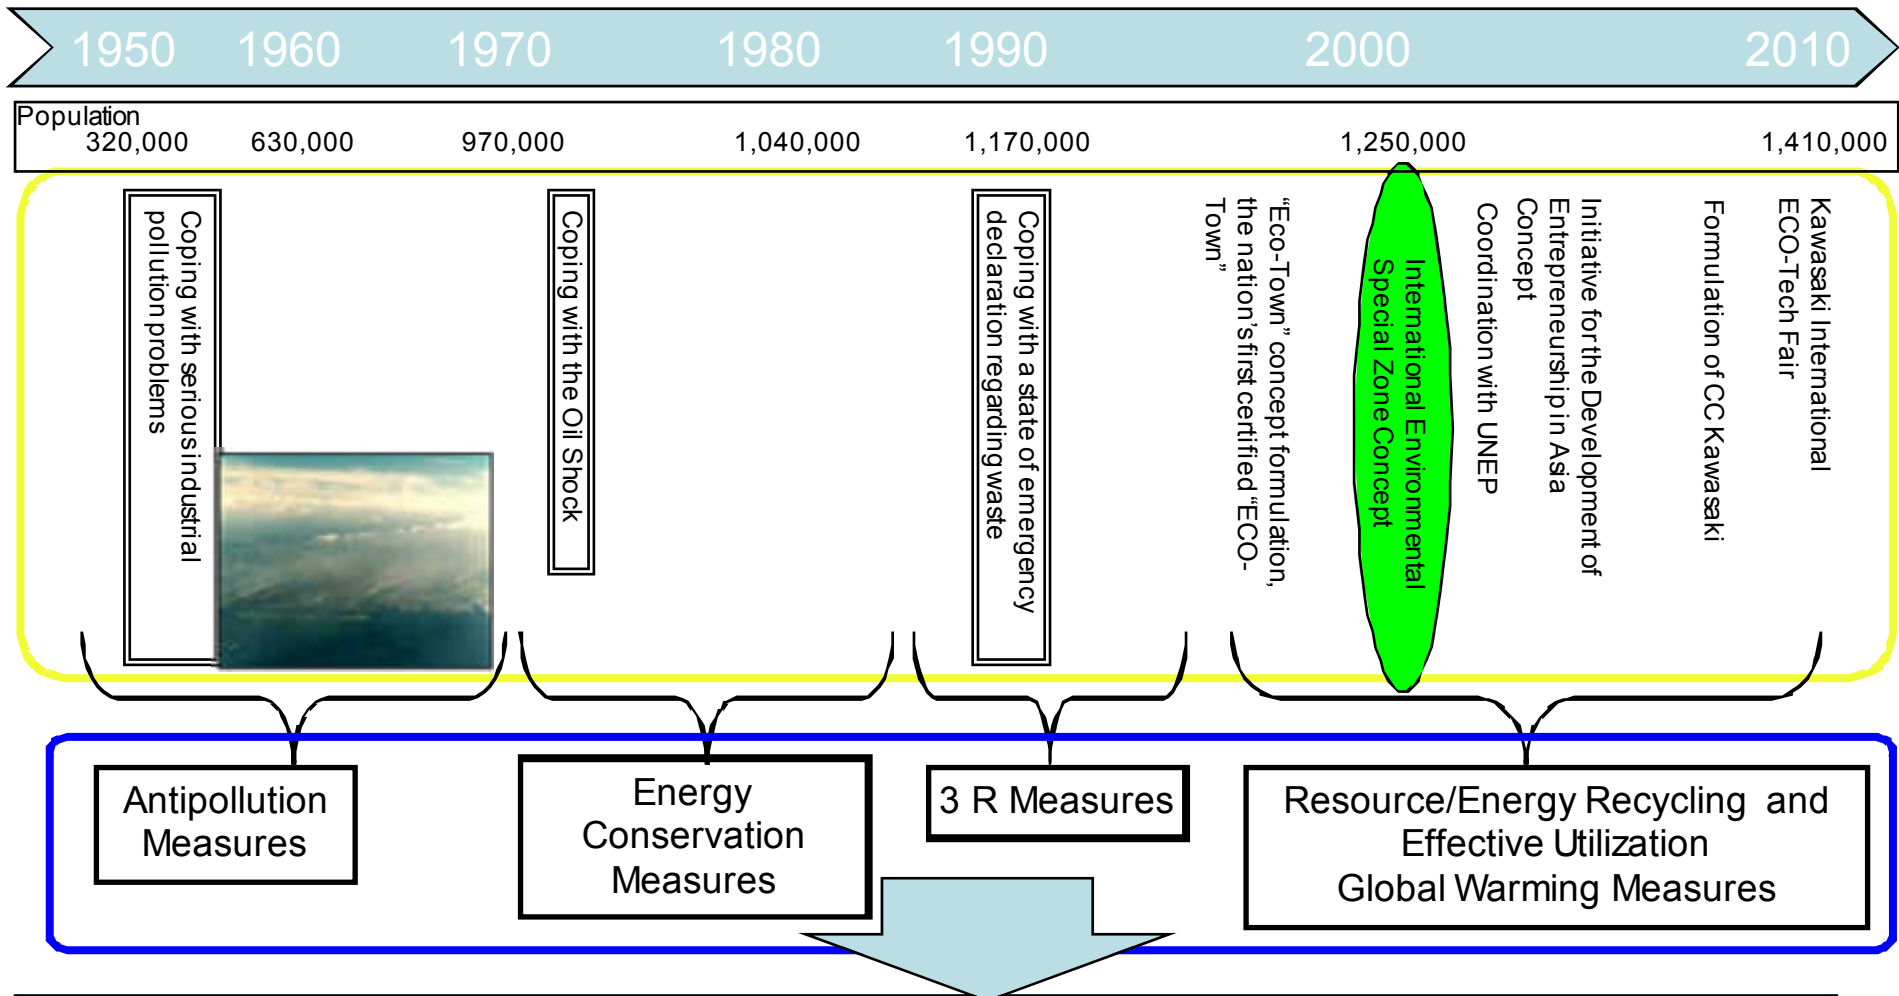 1950 1960 1970 1980 1990 2000 2010
Population
320,000 630,000 970,000 1,040,000 1,170,000 1,250,000 1,410,000
Coping with serious industrial
pollution problems
Coping with the Oil Shock
Coping with a state of emergency
declaration regarding waste
“Eco-Town” concept formulation,
the nation’s first certified “ECO-
Town”
International Environmental
Special Zone Concept
Coordination with UNEP
Initiative for the Development of
Entrepreneurship in Asia
Concept
Formulation of CC Kawasaki
Kawasaki International
ECO-Tech Fair
Antipollution
Measures
Energy
Conservation
Measures
3 R Measures
Resource/Energy Recycling and
Effective Utilization
Global Warming Measures